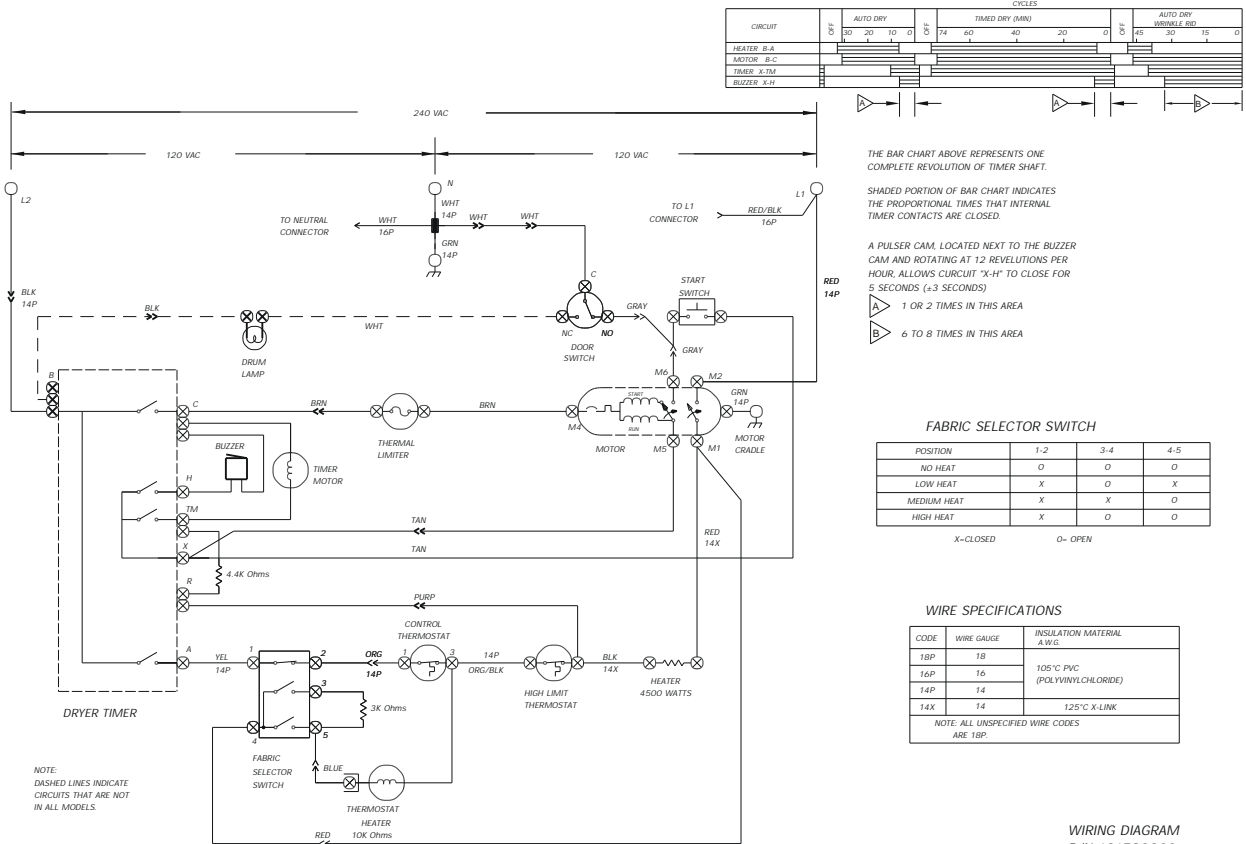 CYCLES
CIRCUIT
OFF
AUTO DRY
30 20 10 0
OFF
TIMED DRY (MIN)
74 60 40 20 0
OFF
AUTO DRY
WRINKLE RID
45 30 15 0
HEATER B-A
MOTOR B-C
TIMER X-TM
BUZZER X-H
A
A
B
240 VAC
120 VAC
120 VAC
THE BAR CHART ABOVE REPRESENTS ONE
COMPLETE REVOLUTION OF TIMER SHAFT.
SHADED PORTION OF BAR CHART INDICATES
THE PROPORTIONAL TIMES THAT INTERNAL
TIMER CONTACTS ARE CLOSED.
A PULSER CAM, LOCATED NEXT TO THE BUZZER
CAM AND ROTATING AT 12 REVELUTIONS PER
HOUR, ALLOWS CURCUIT "X-H" TO CLOSE FOR
5 SECONDS (±3 SECONDS)
A 1 OR 2 TIMES IN THIS AREA
B 6 TO 8 TIMES IN THIS AREA
L2
N
L1
TO NEUTRAL
CONNECTOR
WHT
16P
WHT
14P
WHT
WHT
GRN
14P
TO L1
CONNECTOR
RED/BLK
16P
BLK
14P
BLK
DRUM
LAMP
WHT
C
NC
NO
DOOR
SWITCH
GRAY
START
SWITCH
GRAY
RED
14P
B
C
BRN
THERMAL
LIMITER
BRN
M4
M6
M2
START
RUN
MOTOR
M5
M1
GRN
14P
MOTOR
CRADLE
BUZZER
TIMER
MOTOR
H
TM
X
TAN
TAN
RED
14X
4.4K Ohms
R
PURP
A
YEL
14P
1
2
3
4
5
ORG
14P
CONTROL
THERMOSTAT
1
3
14P
ORG/BLK
HIGH LIMIT
THERMOSTAT
BLK
14X
HEATER
4500 WATTS
3K Ohms
DRYER TIMER
FABRIC
SELECTOR
SWITCH
BLUE
THERMOSTAT
HEATER
10K Ohms
RED
NOTE:
DASHED LINES INDICATE
CIRCUITS THAT ARE NOT
IN ALL MODELS.
FABRIC SELECTOR SWITCH
POSITION 1-2 3-4 4-5
NO HEAT O O O
LOW HEAT X O X
MEDIUM HEAT X X O
HIGH HEAT X O O
X=CLOSED O= OPEN
WIRE SPECIFICATIONS
CODE WIRE GAUGE INSULATION MATERIAL
A.W.G.
18P 18
16P 16
14P 14
105°C PVC
(POLYVINYLCHLORIDE)
14X 14 125°C X-LINK
NOTE: ALL UNSPECIFIED WIRE CODES
ARE 18P.
WIRING DIAGRAM